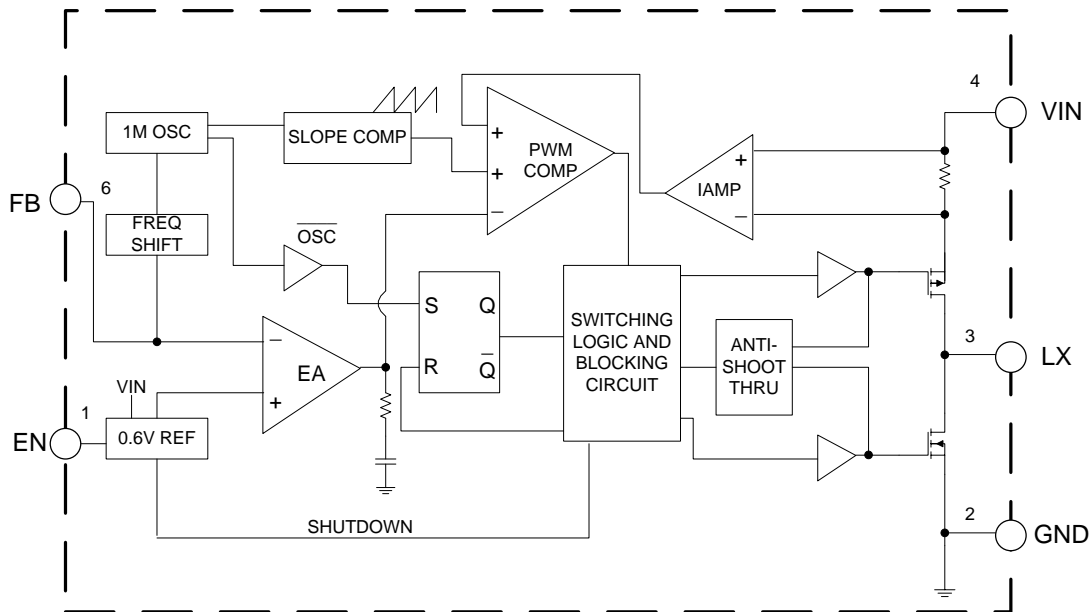 4
VIN
1M OSC
SLOPE COMP
+
+
−
PWM
COMP
+
−
IAMP
6
FB
FREQ
SHIFT
OSC
S
Q
R
Q
SWITCHING
LOGIC AND
BLOCKING
CIRCUIT
ANTI-
SHOOT
THRU
3
LX
−
+
EA
VIN
1
EN
0.6V REF
SHUTDOWN
2
GND